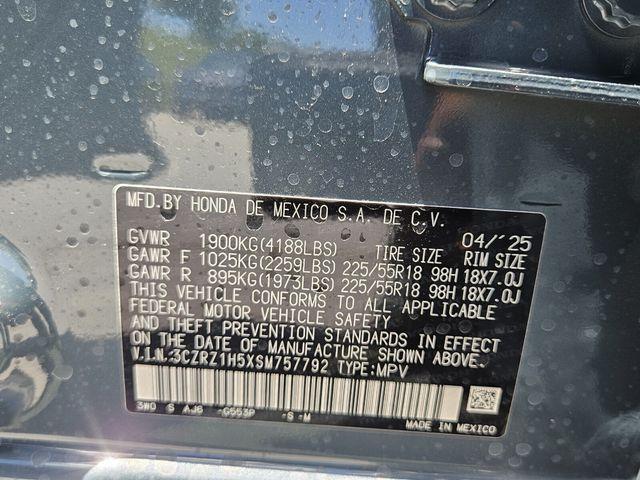 MFD.BY HONDA DE MEXICO S.A. DE C.V.
04/'25
GVWR 1900KG(4188LBS) TIRE SIZE RIM SIZE
GAWR F 1025KG(2259LBS) 225/55R18 98H 18X7.0J
GAWR R 895KG(1973LBS) 225/55R18 98H 18X7.0J
THIS VEHICLE CONFORMS TO ALL APPLICABLE
FEDERAL MOTOR VEHICLE SAFETY
AND THEFT PREVENTION STANDARDS IN EFFECT
ON THE DATE OF MANUFACTURE SHOWN ABOVE.
V.I.N.:3CZRZ1H5XSM757792 TYPE:MPV
3W0 S AJ8 -G553P -S-M
MADE IN MEXICO